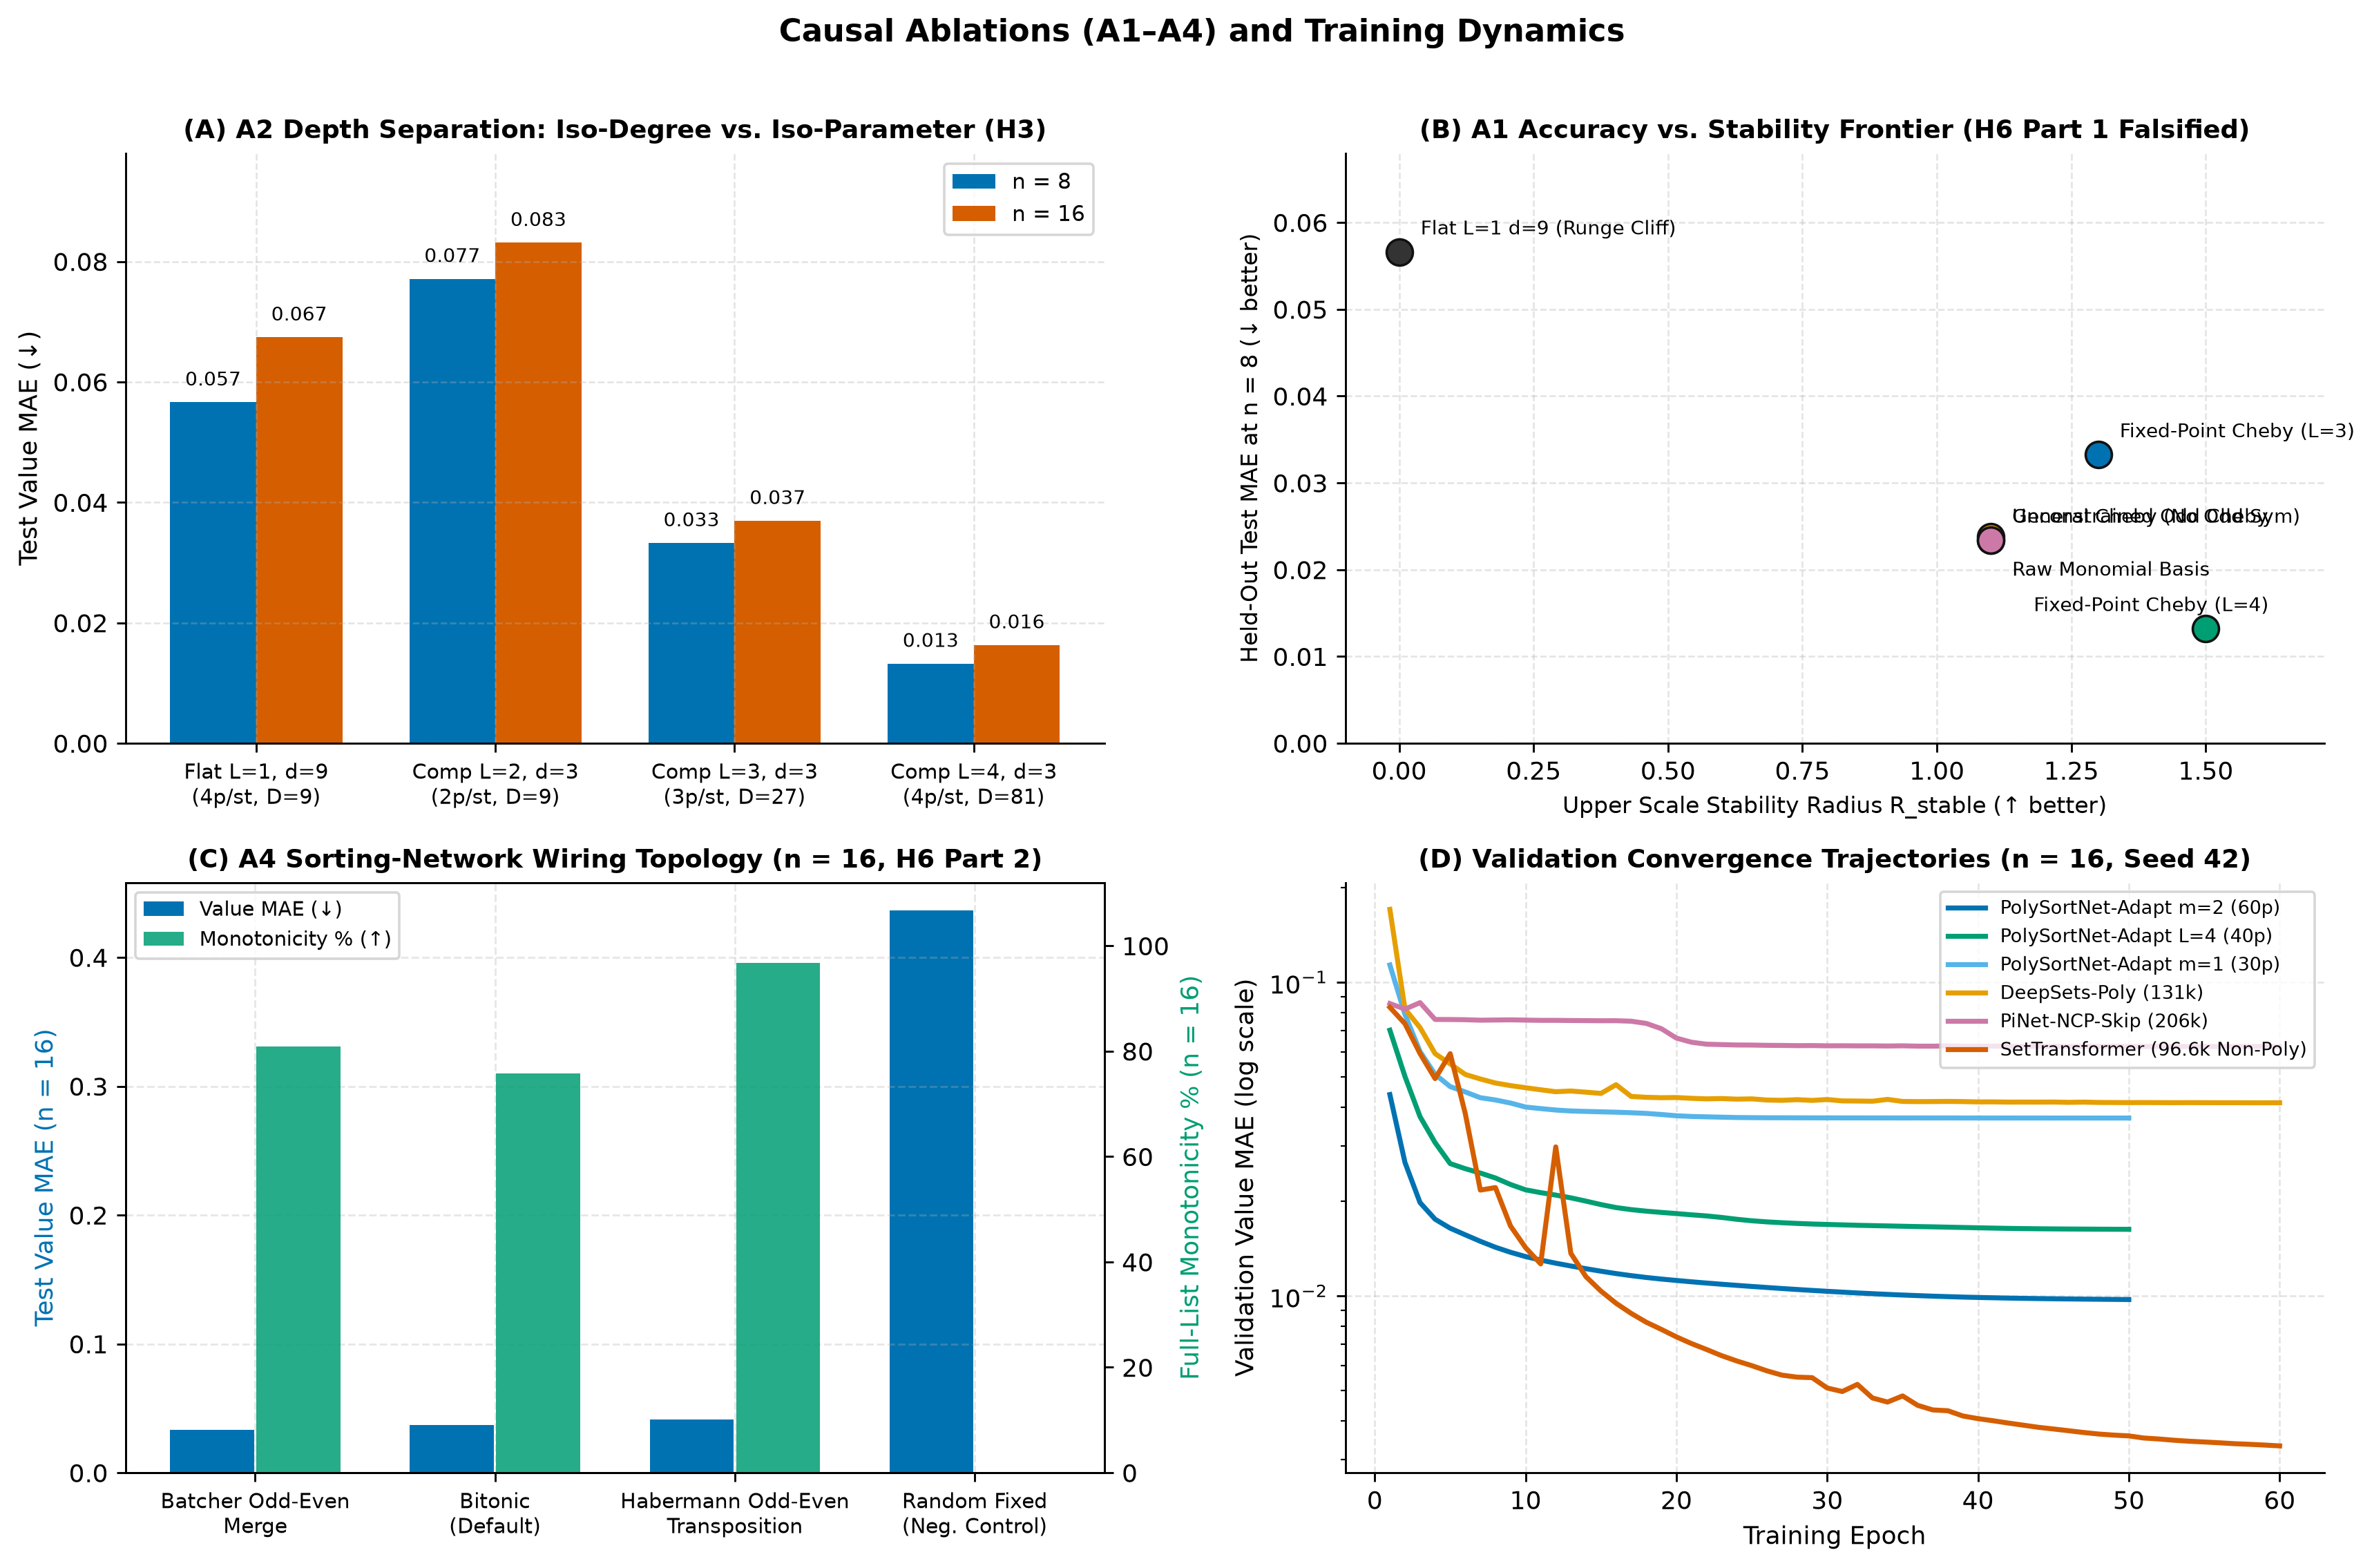 Causal Ablations (A1–A4) and Training Dynamics
(A) A2 Depth Separation: Iso-Degree vs. Iso-Parameter (H3)
n = 8
n = 16
Test Value MAE (↓)
0.08
0.06
0.04
0.02
0.00
0.057
0.067
0.077
0.083
0.033
0.037
0.013
0.016
Flat L=1, d=9
(4p/st, D=9)
Comp L=2, d=3
(2p/st, D=9)
Comp L=3, d=3
(3p/st, D=27)
Comp L=4, d=3
(4p/st, D=81)
(B) A1 Accuracy vs. Stability Frontier (H6 Part 1 Falsified)
Held-Out Test MAE at n = 8 (↓ better)
0.06
0.05
0.04
0.03
0.02
0.01
0.00
Flat L=1 d=9 (Runge Cliff)
Fixed-Point Cheby (L=3)
Raw Monomial Basis
Fixed-Point Cheby (L=4)
0.00
0.25
0.50
0.75
1.00
1.25
1.50
Upper Scale Stability Radius R_stable (↑ better)
(C) A4 Sorting-Network Wiring Topology (n = 16, H6 Part 2)
Value MAE (↓)
Monotonicity % (↑)
Test Value MAE (n = 16)
0.4
0.3
0.2
0.1
0.0
100
80
60
40
20
0
Full-List Monotonicity % (n = 16)
Batcher Odd-Even
Merge
Bitonic
(Default)
Habermann Odd-Even
Transposition
Random Fixed
(Neg. Control)
(D) Validation Convergence Trajectories (n = 16, Seed 42)
PolySortNet-Adapt m=2 (60p)
PolySortNet-Adapt L=4 (40p)
PolySortNet-Adapt m=1 (30p)
DeepSets-Poly (131k)
PiNet-NCP-Skip (206k)
SetTransformer (96.6k Non-Poly)
Validation Value MAE (log scale)
10⁻¹
10⁻²
0
10
20
30
40
50
60
Training Epoch